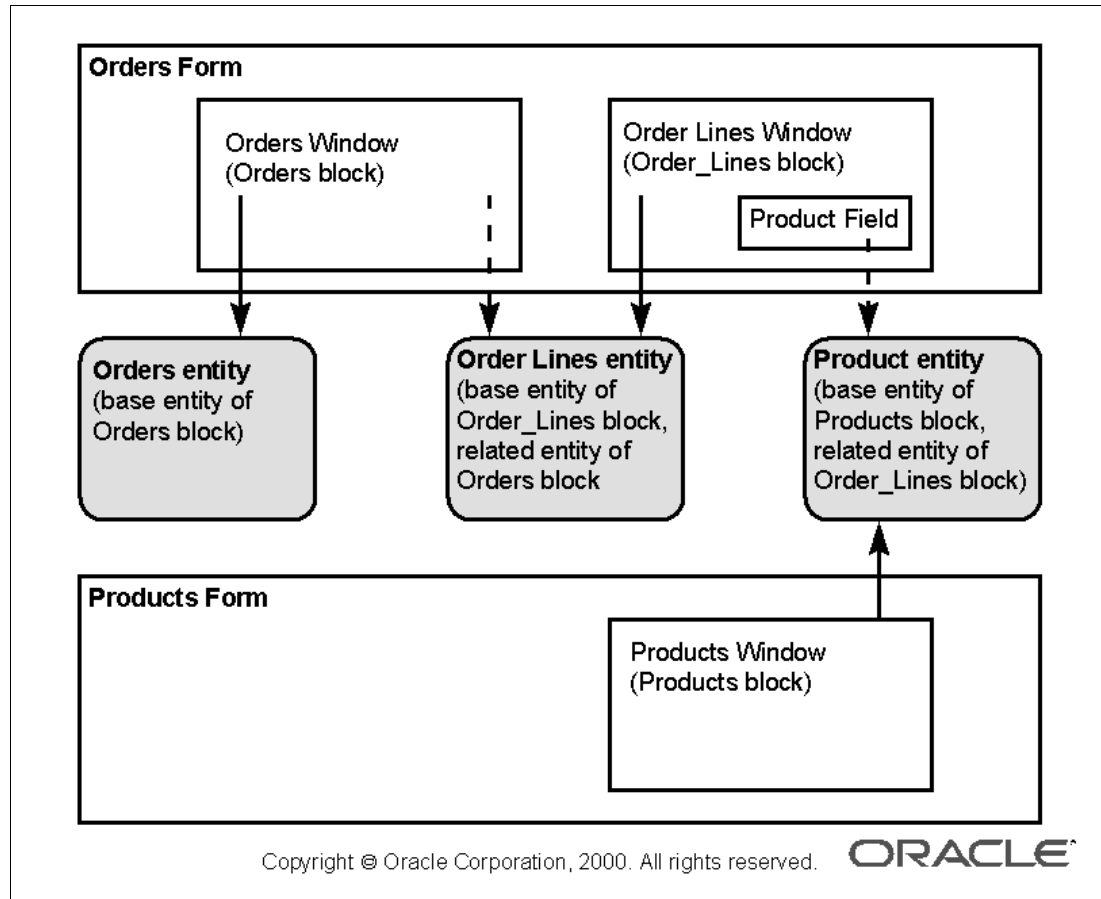 Orders Form
Orders Window
(Orders block)
Order Lines Window
(Order_Lines block)
Product Field
Orders entity
(base entity of
Orders block)
Order Lines entity
(base entity of
Order_Lines block,
related entity of
Orders block
Product entity
(base entity of
Products block,
related entity of
Order_Lines block)
Products Form
Products Window
(Products block)
Copyright © Oracle Corporation, 2000. All rights reserved.
ORACLE